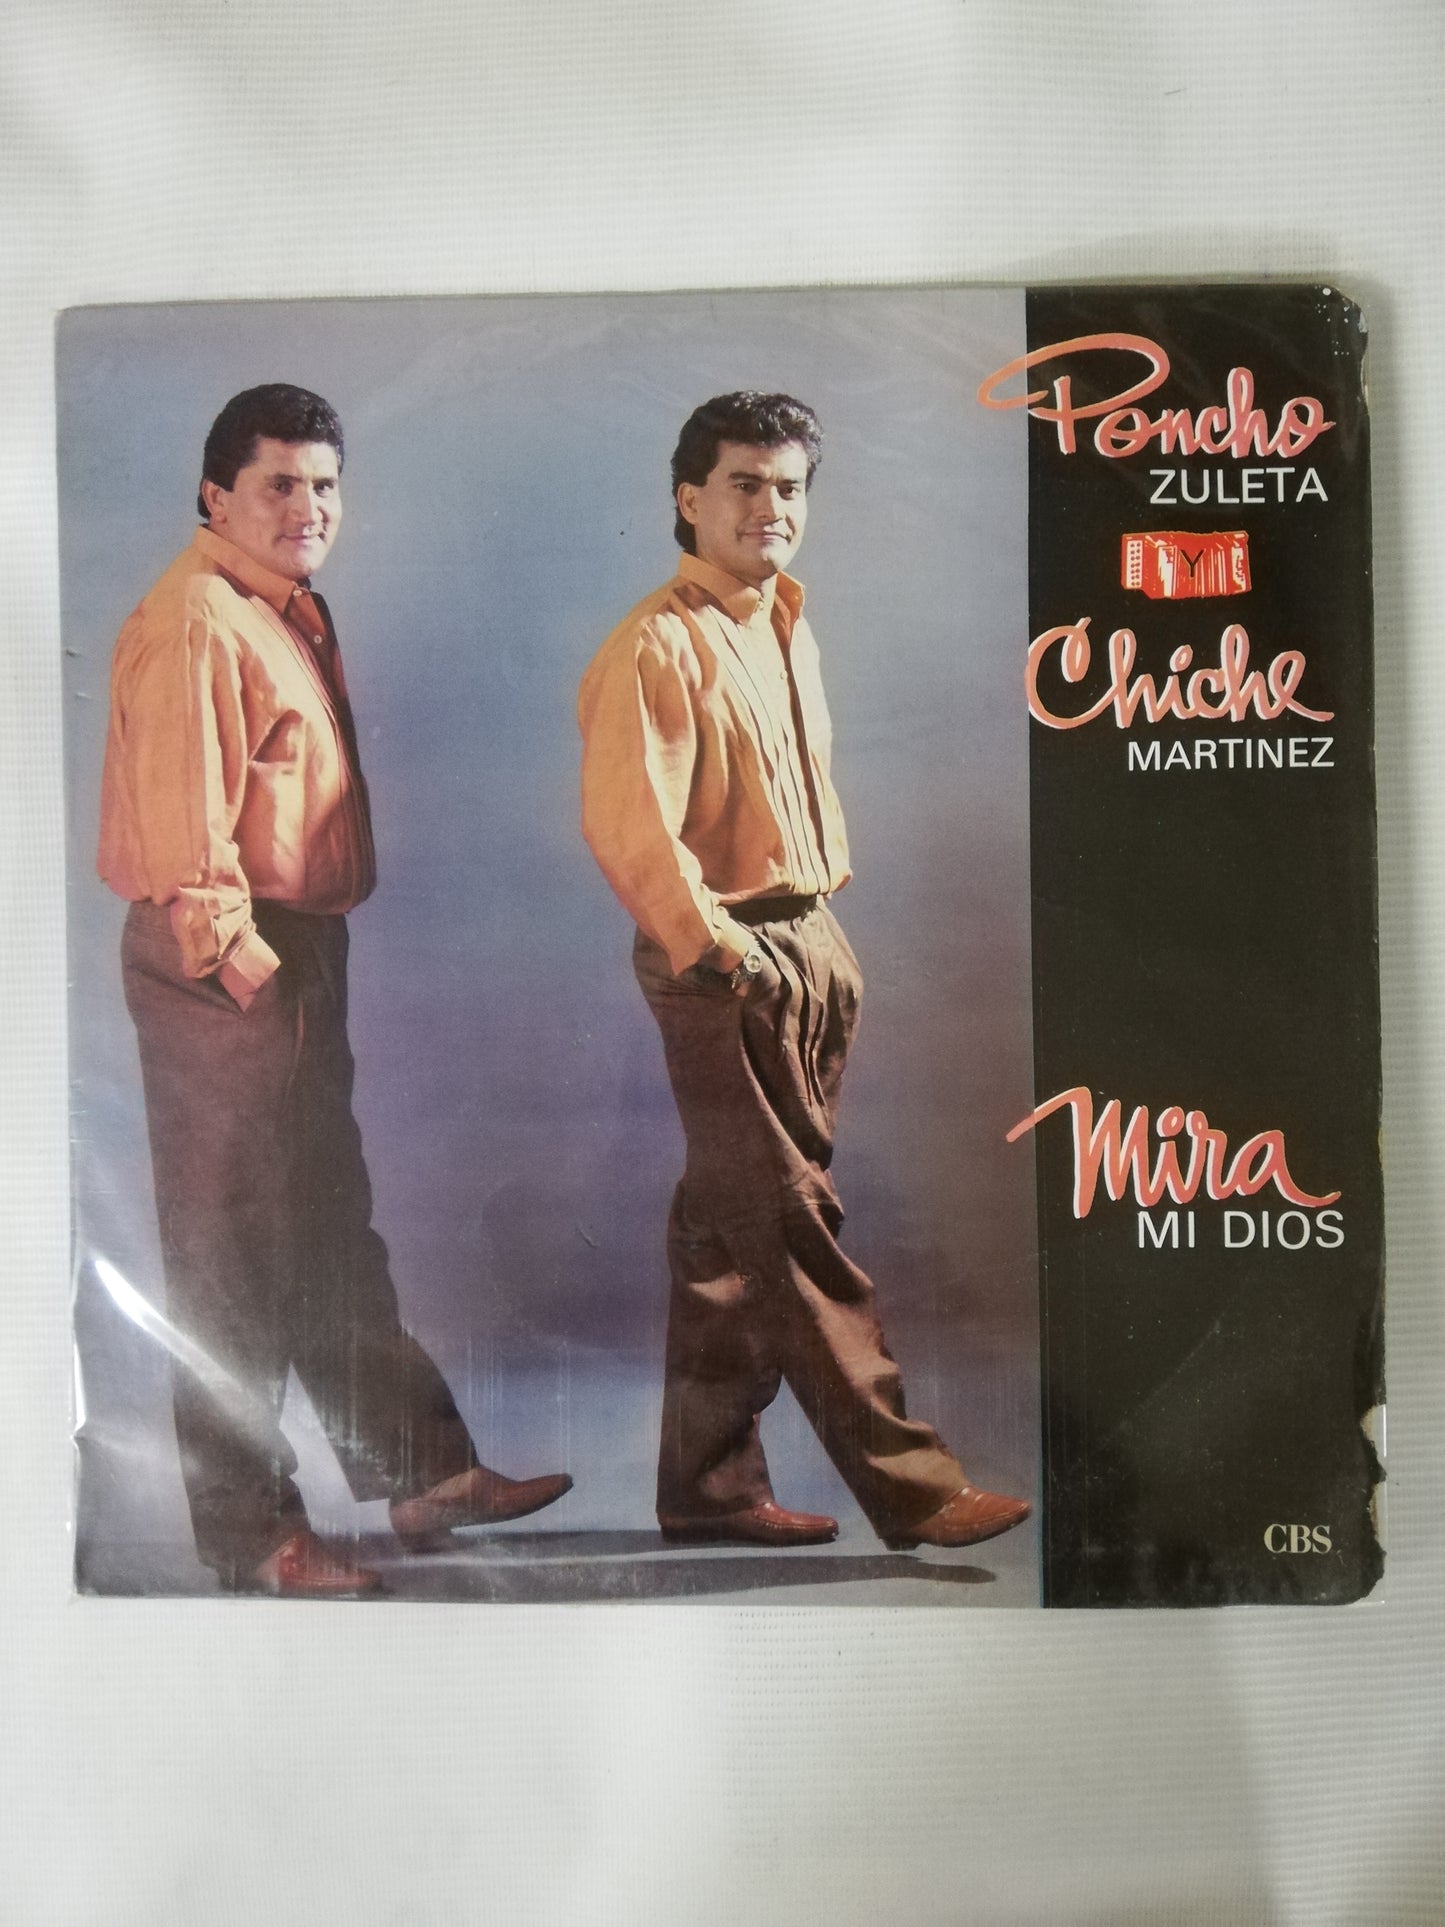 Poncho
ZULETA
Y
Chiche
MARTINEZ
Mira
MI DIOS
CBS